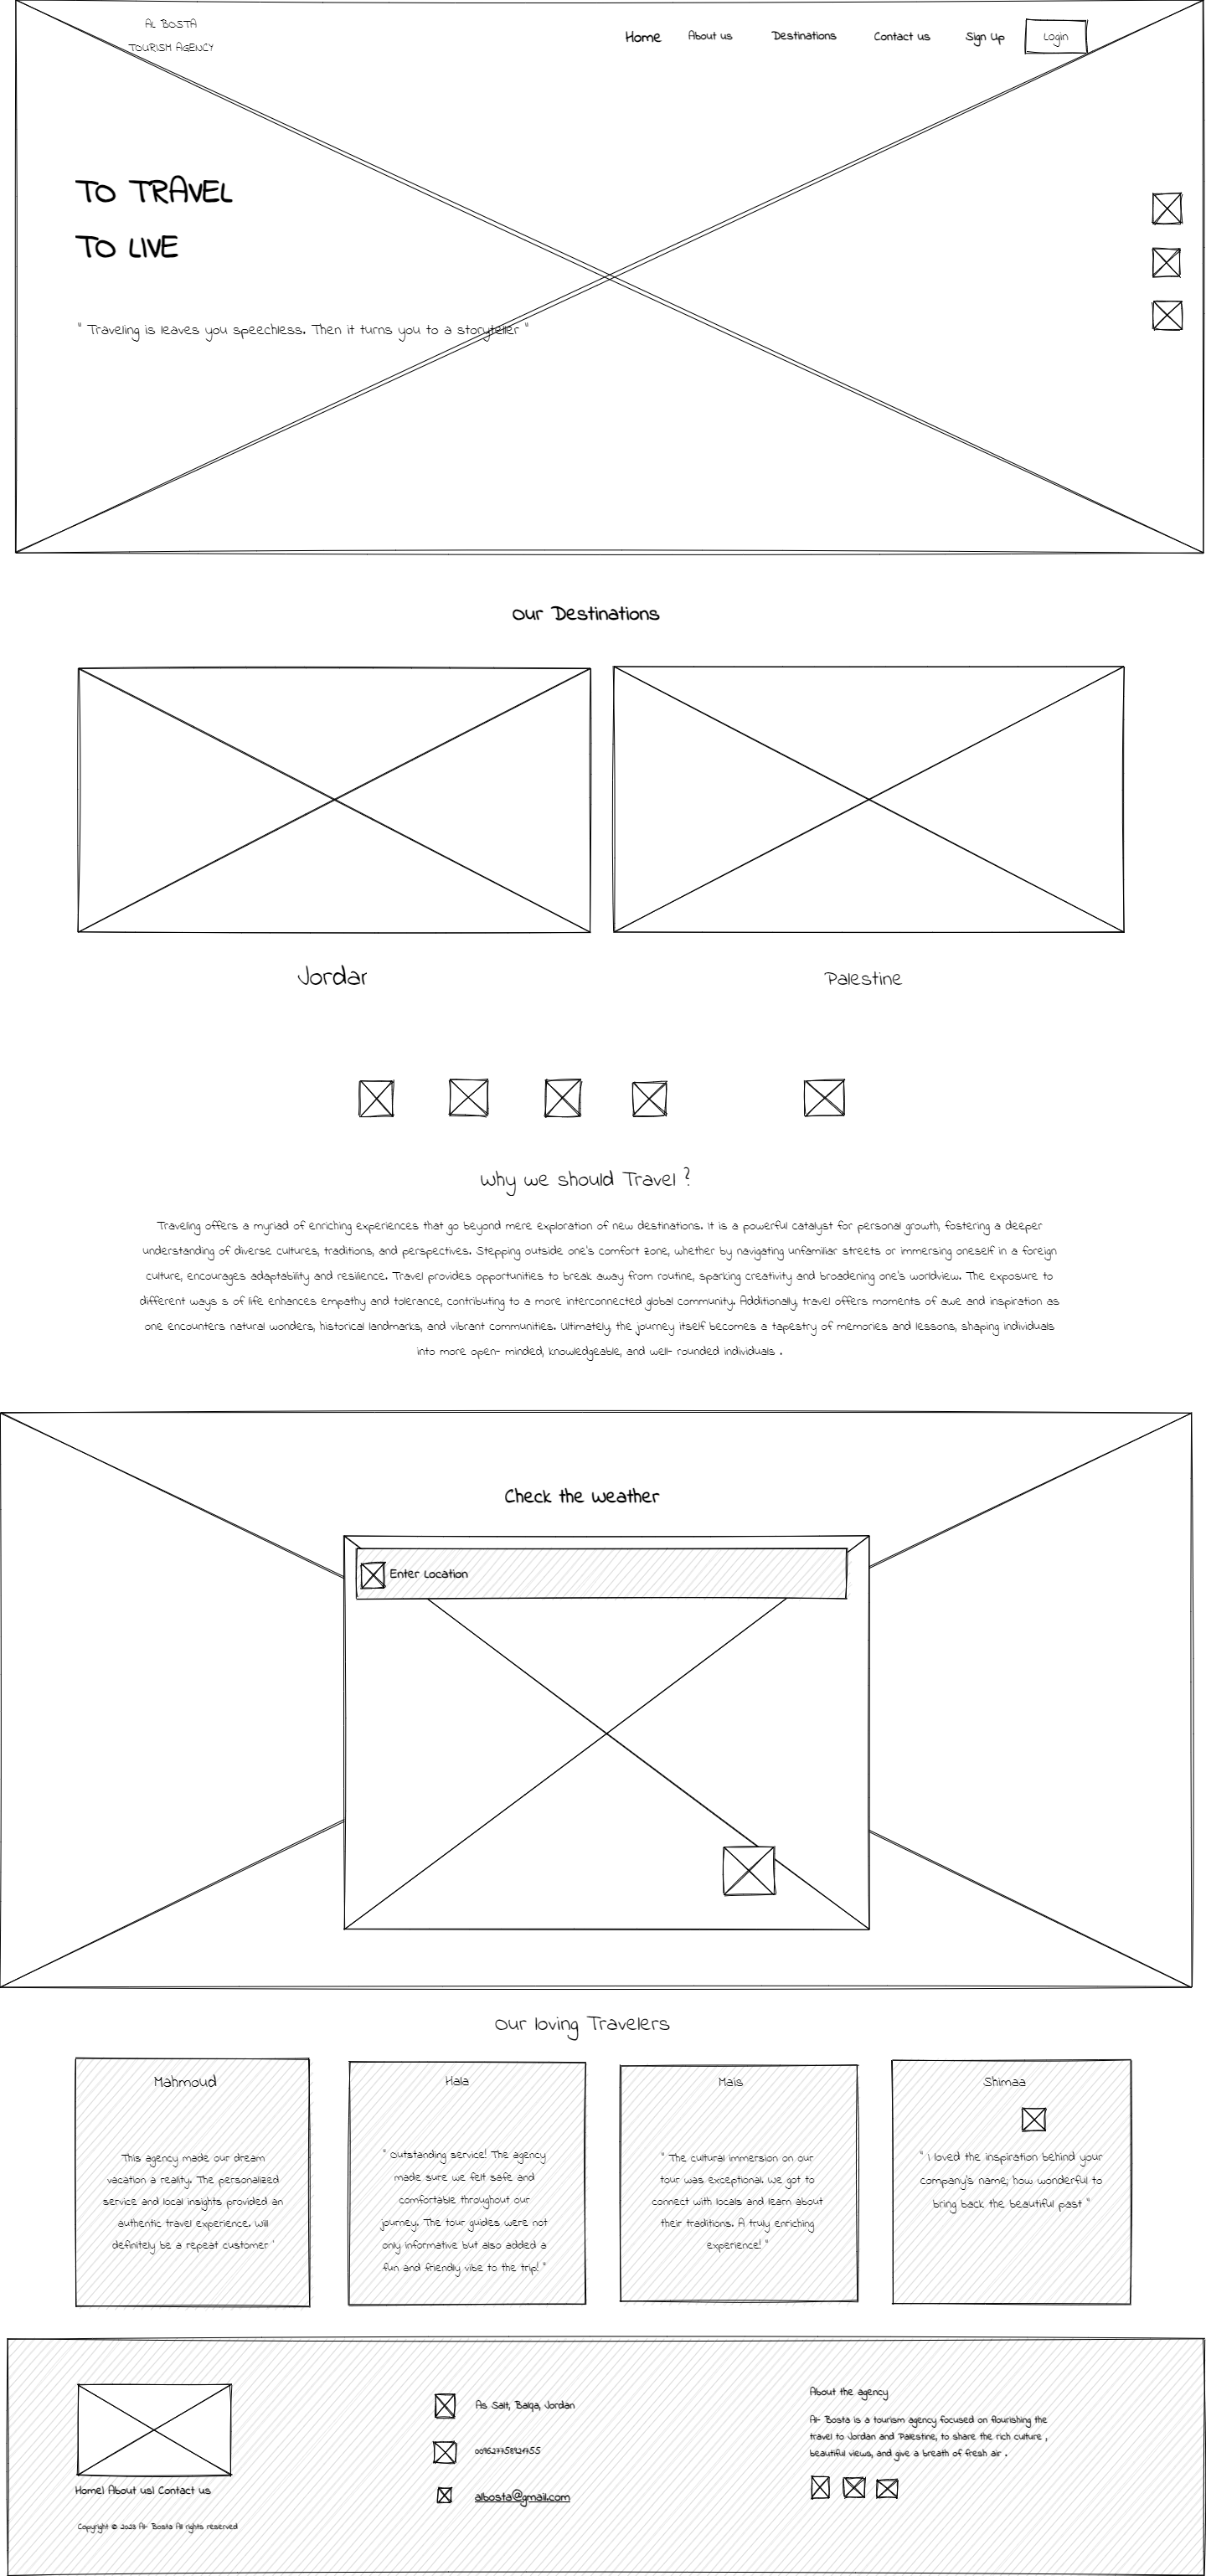 AL BOSTA
TOURISM AGENCY
Home About us Destinations Contact us Sign Up Login
TO TRAVEL
TO LIVE
" Traveling is leaves you speechless. Then it turns you to a storyteller "
Our Destinations
Jordar
Palestine
Why we should Travel ?
Traveling offers a myriad of enriching experiences that go beyond mere exploration of new destinations. It is a powerful catalyst for personal growth, fostering a deeper
understanding of diverse cultures, traditions, and perspectives. Stepping outside one's comfort zone, whether by navigating unfamiliar streets or immersing oneself in a foreign
culture, encourages adaptability and resilience. Travel provides opportunities to break away from routine, sparking creativity and broadening one's worldview. The exposure to
different ways s of life enhances empathy and tolerance, contributing to a more interconnected global community. Additionally, travel offers moments of awe and inspiration as
one encounters natural wonders, historical landmarks, and vibrant communities. Ultimately, the journey itself becomes a tapestry of memories and lessons, shaping individuals
into more open- minded, knowledgeable, and well- rounded individuals .
Check the Weather
Enter Location
Our loving Travelers
Mahmoud
This agency made our dream
vacation a reality. The personalized
service and local insights provided an
authentic travel experience. Will
definitely be a repeat customer '
Hala
" Outstanding service! The agency
made sure we felt safe and
comfortable throughout our
journey. The tour guides were not
only informative but also added a
fun and friendly vibe to the trip! "
Mais
" The cultural immersion on our
tour was exceptional. We got to
connect with locals and learn about
their traditions. A truly enriching
experience! "
Shimaa
" I loved the inspiration behind your
company's name; how wonderful to
bring back the beautiful past "
Home| About us| Contact us
Copyright © 2023 Al- Bosta All rights reserved
As Salt, Balqa, Jordan
albosta@gmail.com
About the agency
Al- Bosta is a tourism agency focused on flourishing the
travel to Jordan and Palestine, to share the rich culture ,
beautiful views, and give a breath of fresh air .